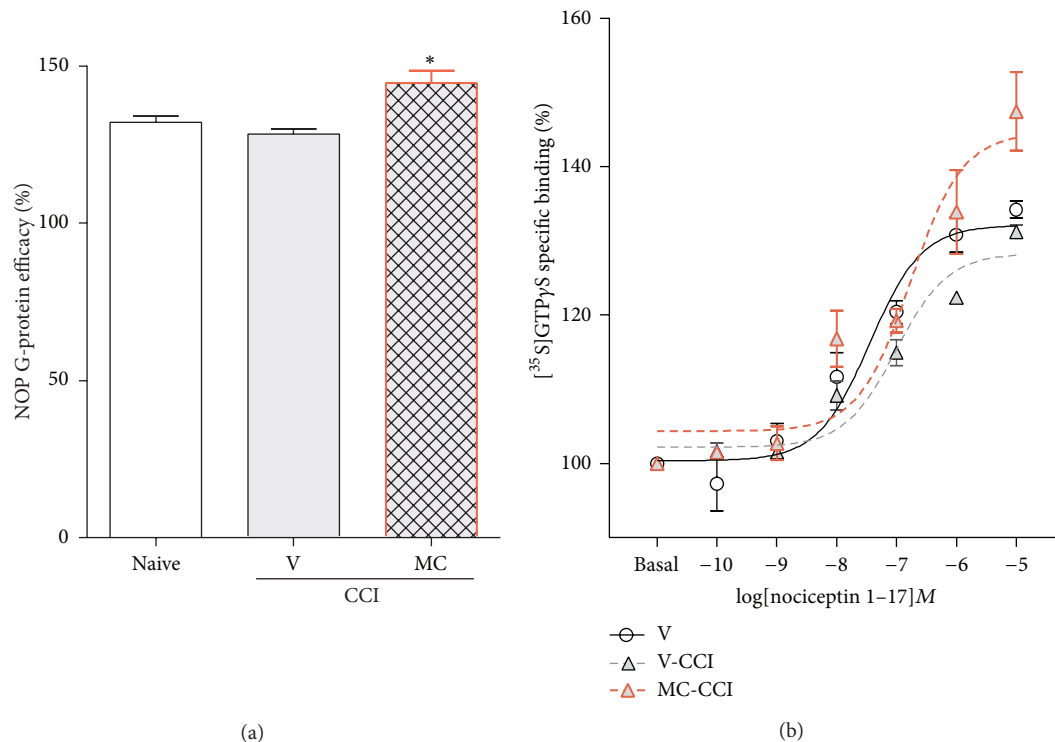 (a)
NOP G-protein efficacy (%)
150
100
50
0
*
Naive
V
MC
CCI
(b)
[³⁵S]GTPγS specific binding (%)
160
140
120
100
Basal −10 −9 −8 −7 −6 −5
log[nociceptin 1–17]M
V
V-CCI
MC-CCI
(a)
(b)